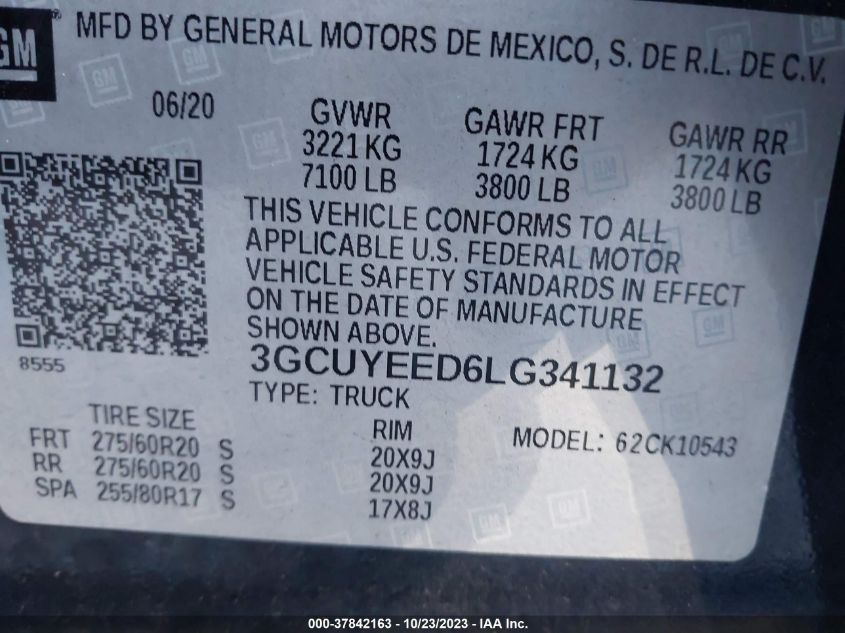 GM
MFD BY GENERAL MOTORS DE MEXICO, S. DE R.L. DE C.V.
06/20
GVWR
3221 KG
7100 LB
GAWR FRT
1724 KG
3800 LB
GAWR RR
1724 KG
3800 LB
THIS VEHICLE CONFORMS TO ALL
APPLICABLE U.S. FEDERAL MOTOR
VEHICLE SAFETY STANDARDS IN EFFECT
ON THE DATE OF MANUFACTURE
SHOWN ABOVE.
8555
3GCUYEED6LG341132
TYPE: TRUCK
TIRE SIZE RIM MODEL: 62CK10543
FRT 275/60R20 S 20X9J
RR 275/60R20 S 20X9J
SPA 255/80R17 S 17X8J
000-37842163 - 10/23/2023 - IAA Inc.